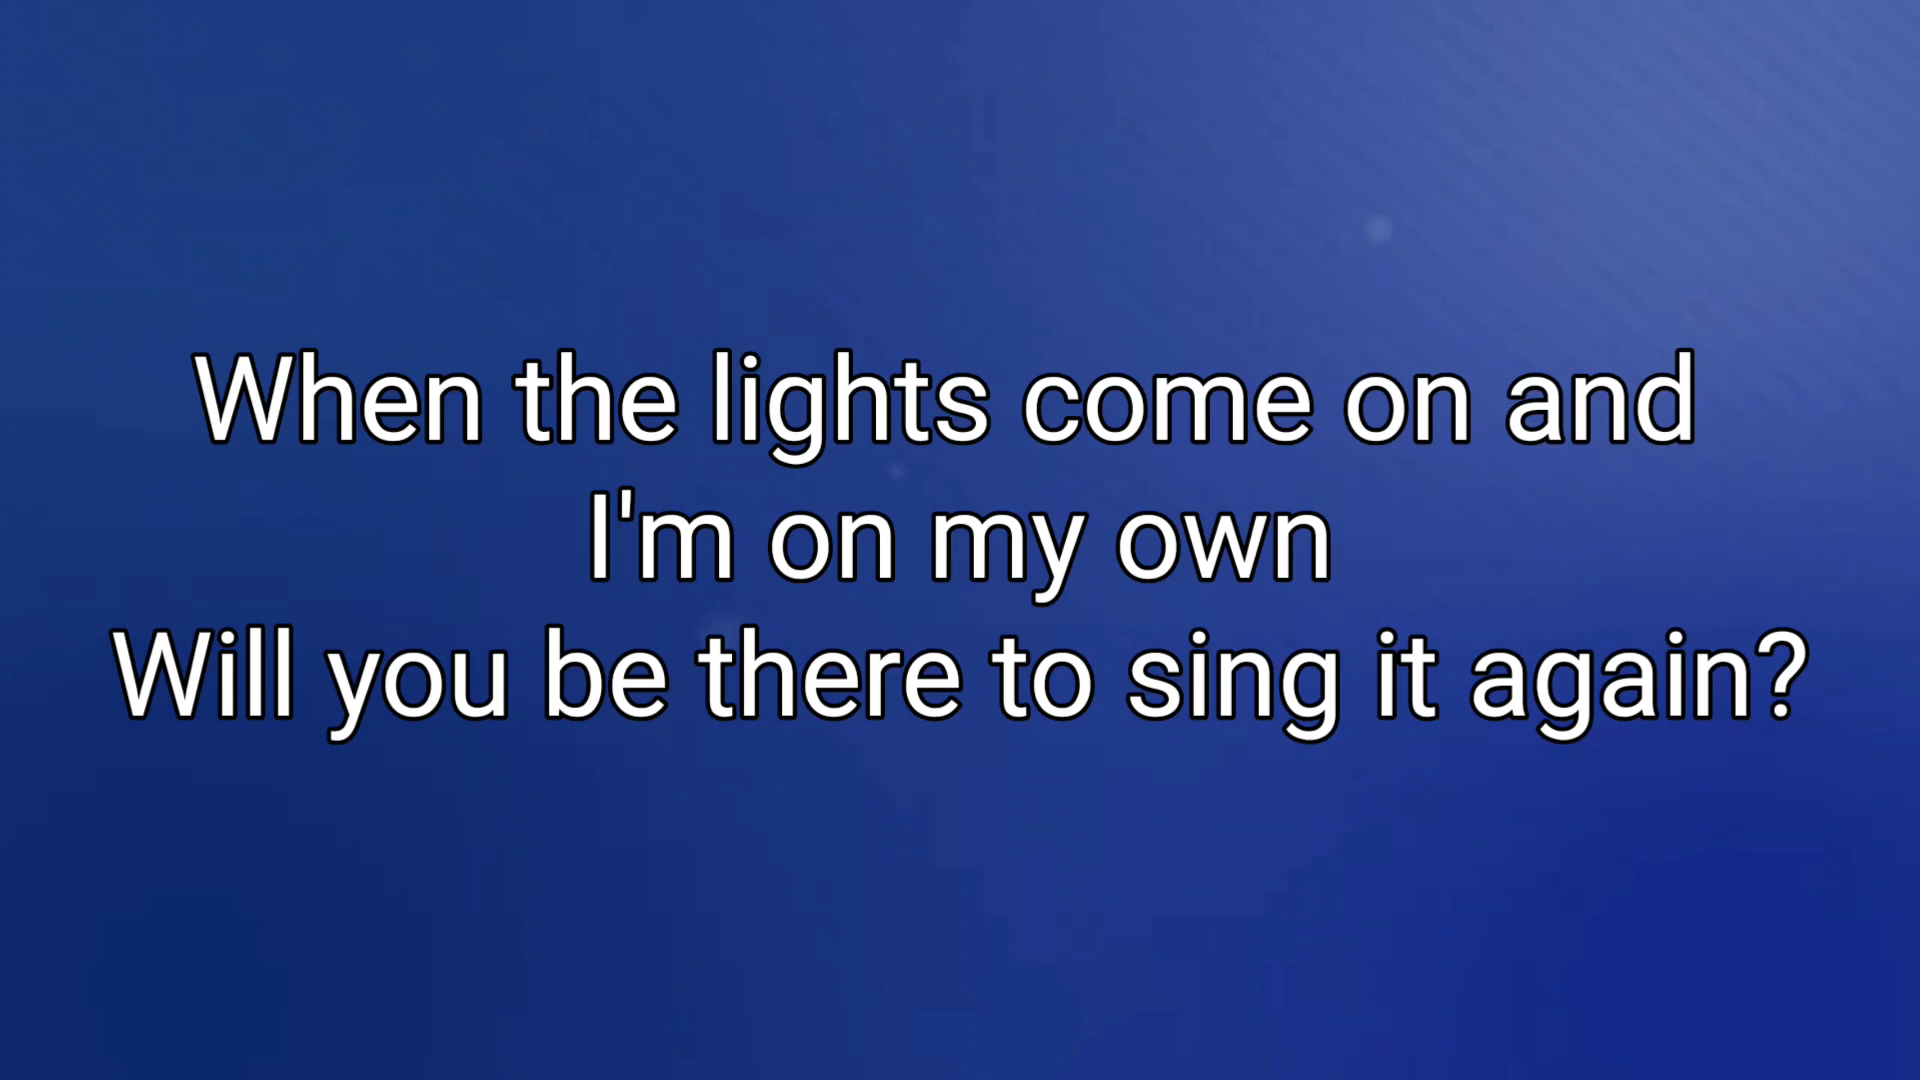 When the lights come on and
I'm on my own
Will you be there to sing it again?